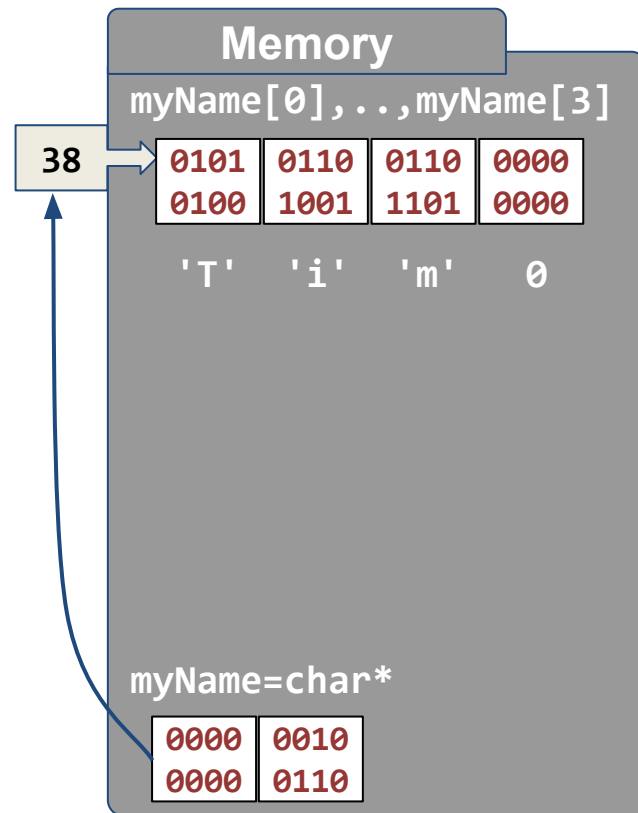 Memory
myName[0],..,myName[3]
38
0101 0110 0110 0000
0100 1001 1101 0000
'T' 'i' 'm' 0
myName=char*
0000 0010
0000 0110